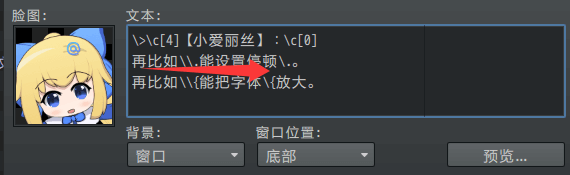 脸图:
文本:
\>\c[4]【小爱丽丝】：\c[0]
再比如\\.能设置停顿\.。
再比如\\{能把字体\{放大。
背景:
窗口位置:
窗口
底部
预览...